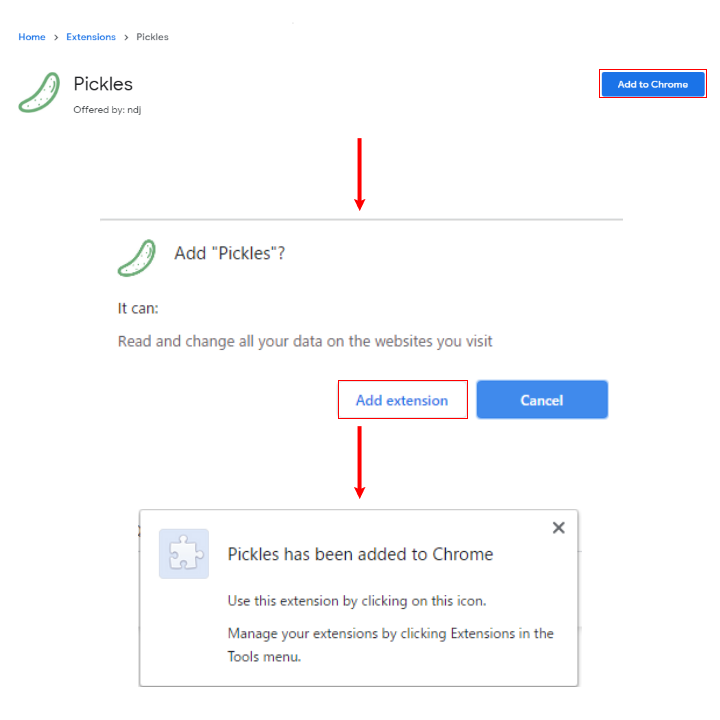 Home > Extensions > Pickles
Pickles
Add to Chrome
Offered by: ndj
Add "Pickles"?
It can:
Read and change all your data on the websites you visit
Add extension
Cancel
Pickles has been added to Chrome
Use this extension by clicking on this icon.
Manage your extensions by clicking Extensions in the
Tools menu.